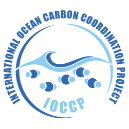 INTERNATIONAL OCEAN CARBON COORDINATION PROJECT
IOCCP